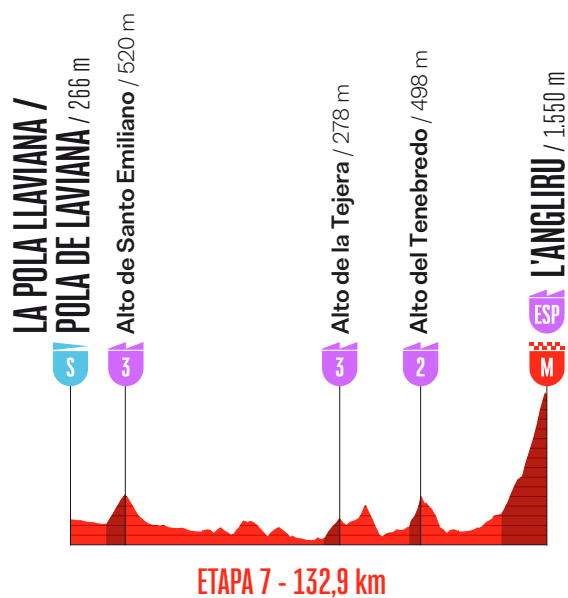 LA POLA LLAVIANA /
POLA DE LAVIANA / 266 m
Alto de Santo Emiliano / 520 m
Alto de la Tejera / 278 m
Alto del Tenebredo / 498 m
L'ANGLIRU / 1.550 m
ESP
S
3
3
2
M
ETAPA 7 - 132,9 km